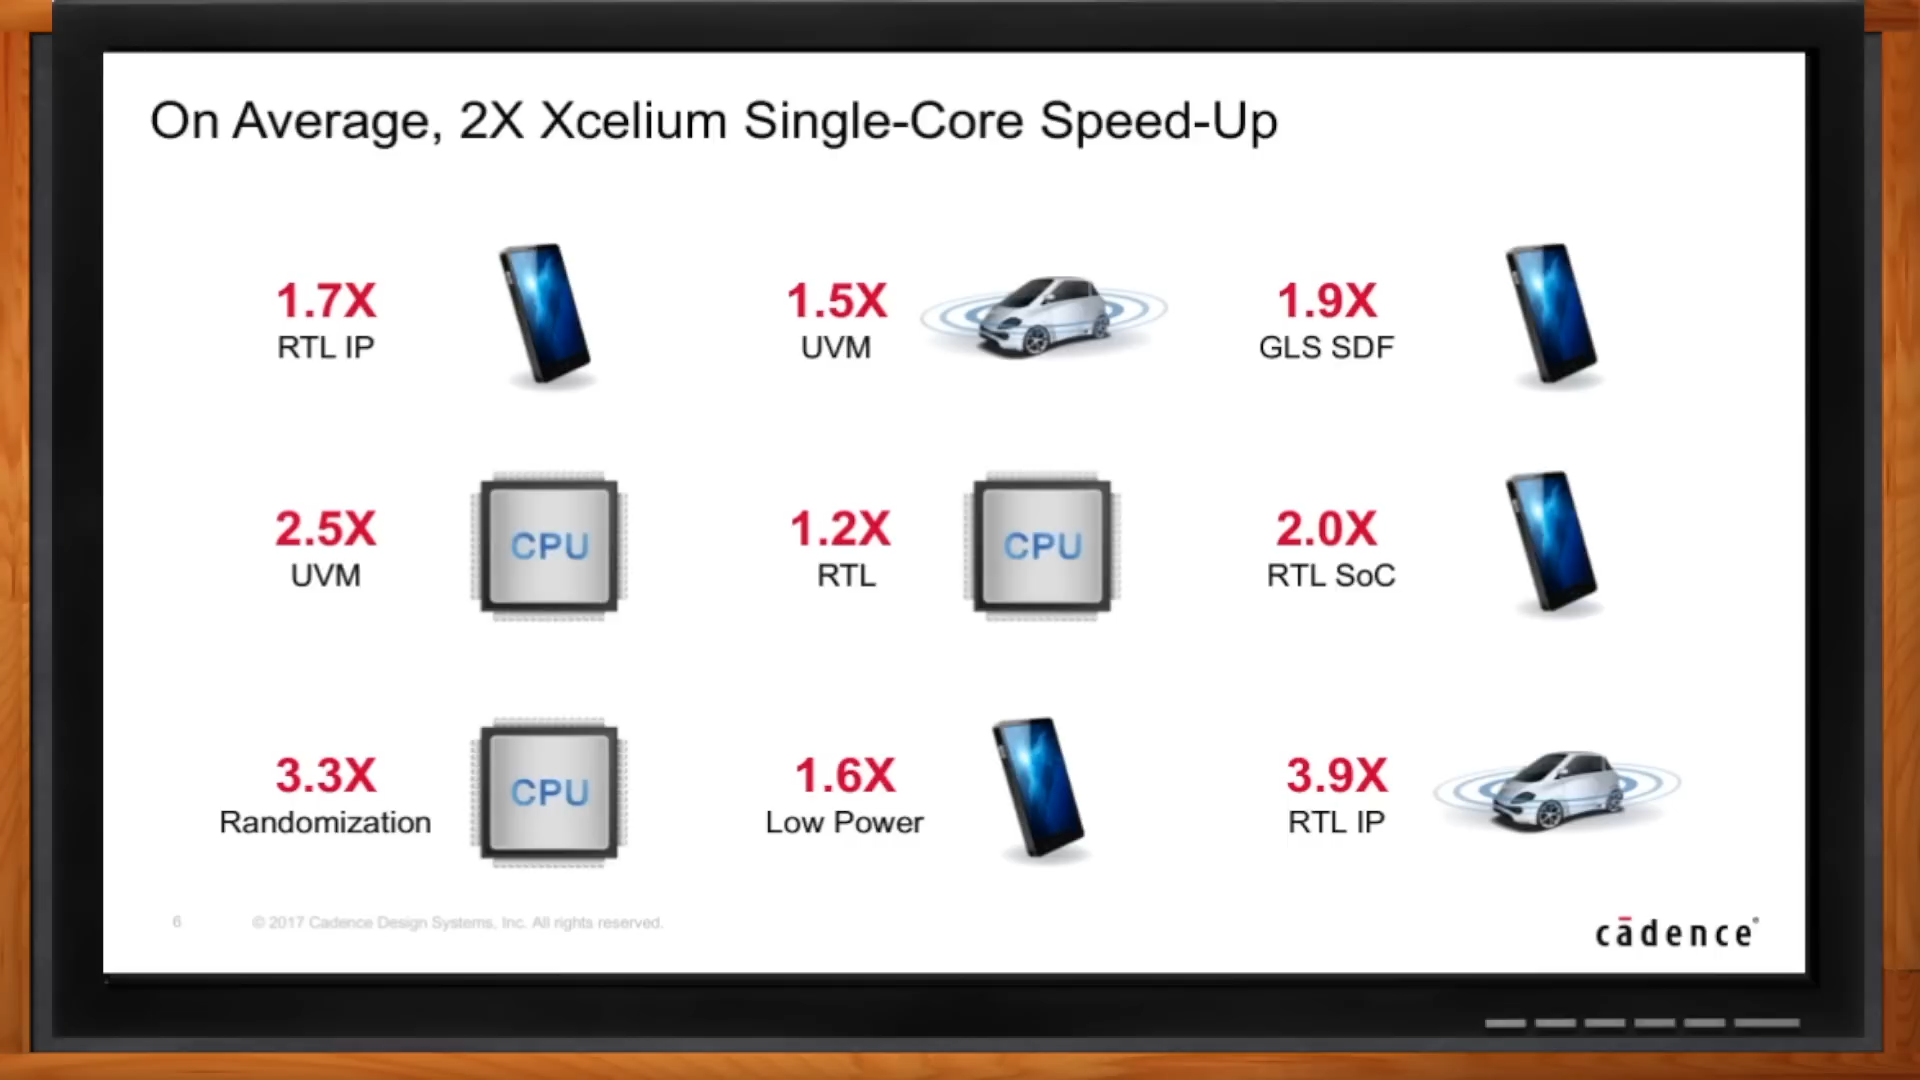 On Average, 2X Xcelium Single-Core Speed-Up
1.7X
RTL IP
1.5X
UVM
1.9X
GLS SDF
2.5X
UVM
CPU
1.2X
RTL
CPU
2.0X
RTL SoC
3.3X
Randomization
CPU
1.6X
Low Power
3.9X
RTL IP
6
© 2017 Cadence Design Systems, Inc. All rights reserved.
cādence®